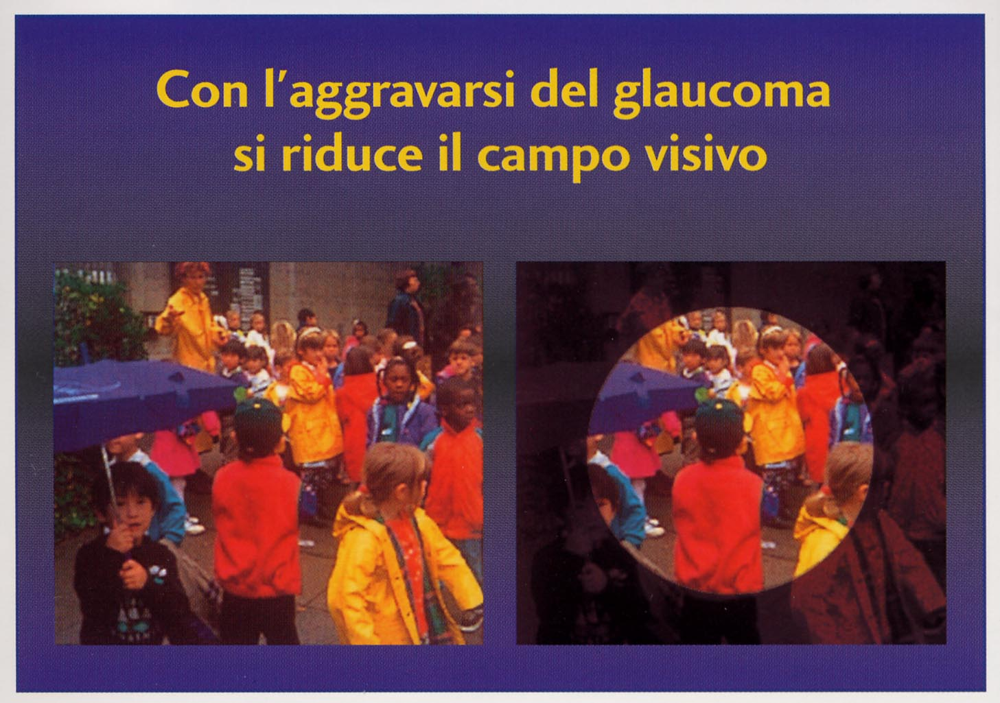 Con l'aggravarsi del glaucoma
si riduce il campo visivo